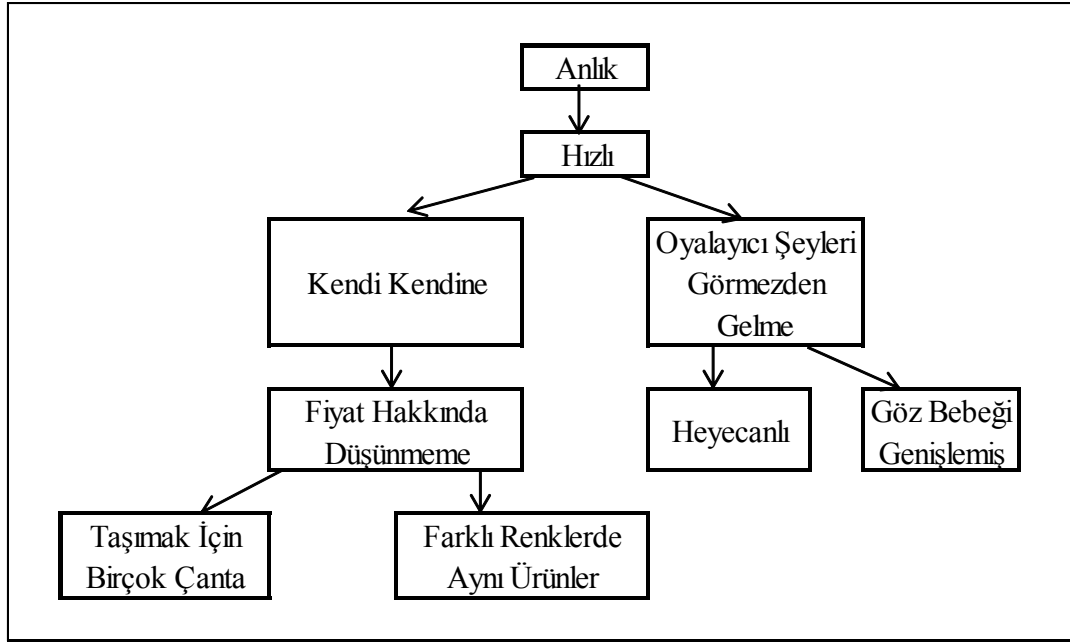 Anlık
Hızlı
Kendi Kendine
Oyalayıcı Şeyleri
Görmezden
Gelme
Fiyat Hakkında
Düşünmeme
Heyecanlı
Göz Bebeği
Genişlemiş
Taşımak İçin
Birçok Çanta
Farklı Renklerde
Aynı Ürünler